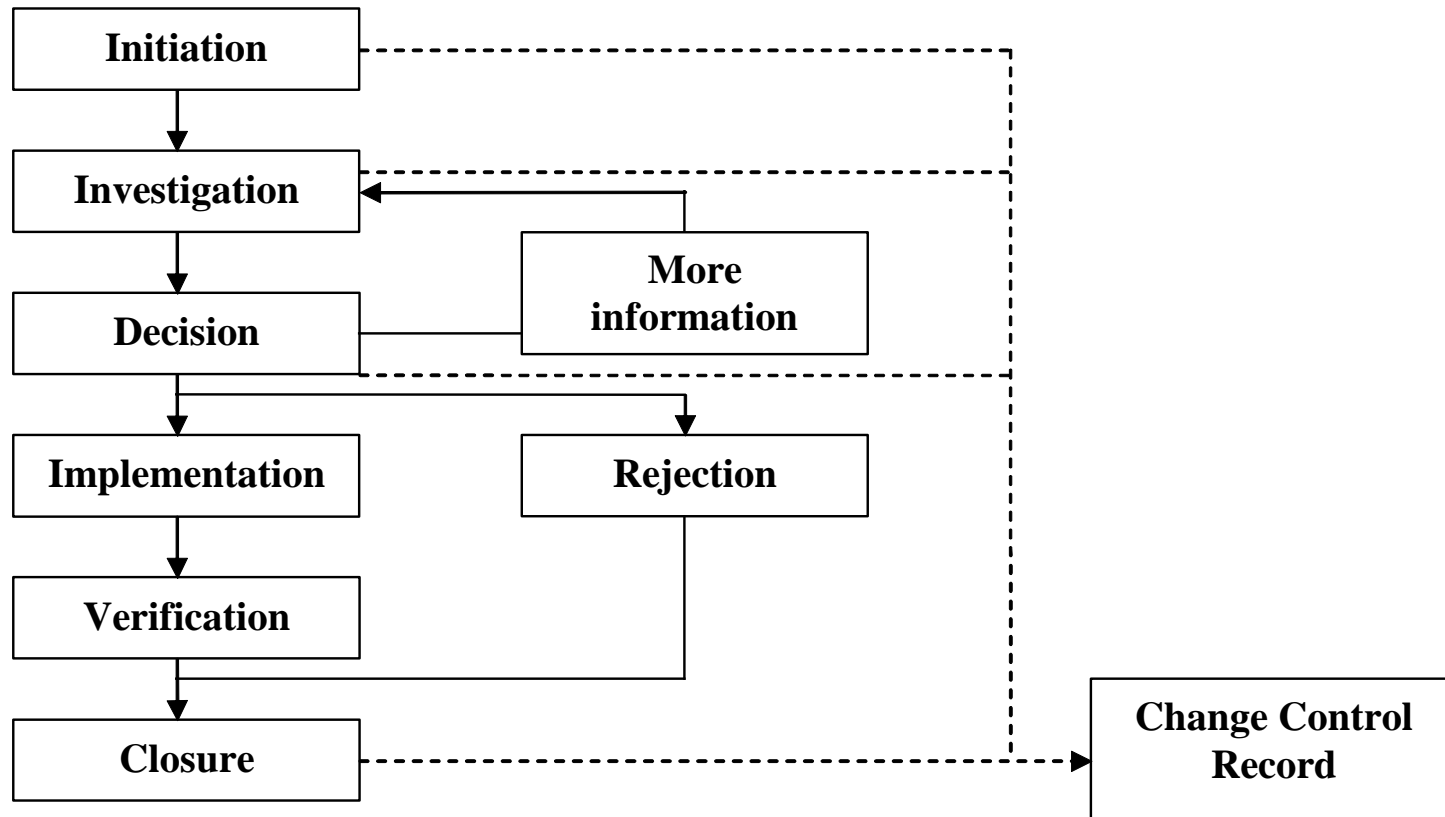 Initiation
Investigation
More
information
Decision
Implementation
Rejection
Verification
Closure
Change Control
Record